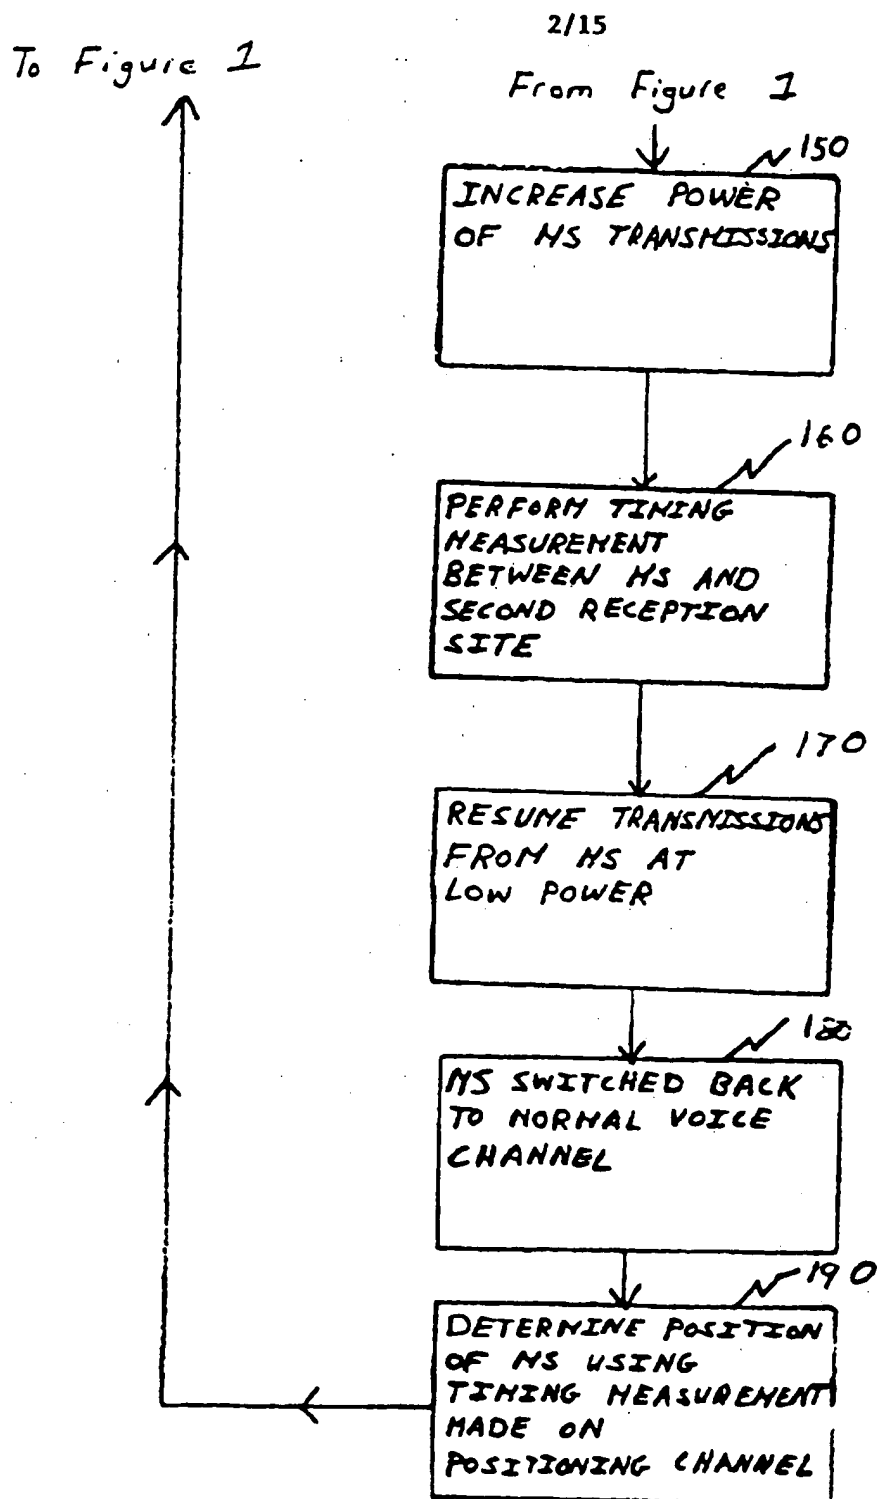 2/15
To Figure 1
From Figure 1
150
INCREASE POWER
OF MS TRANSMISSIONS
160
PERFORM TIMING
MEASUREMENT
BETWEEN MS AND
SECOND RECEPTION
SITE
170
RESUME TRANSMISSIONS
FROM MS AT
LOW POWER
180
MS SWITCHED BACK
TO NORMAL VOICE
CHANNEL
190
DETERMINE POSITION
OF MS USING
TIMING MEASUREMENT
MADE ON
POSITIONING CHANNEL